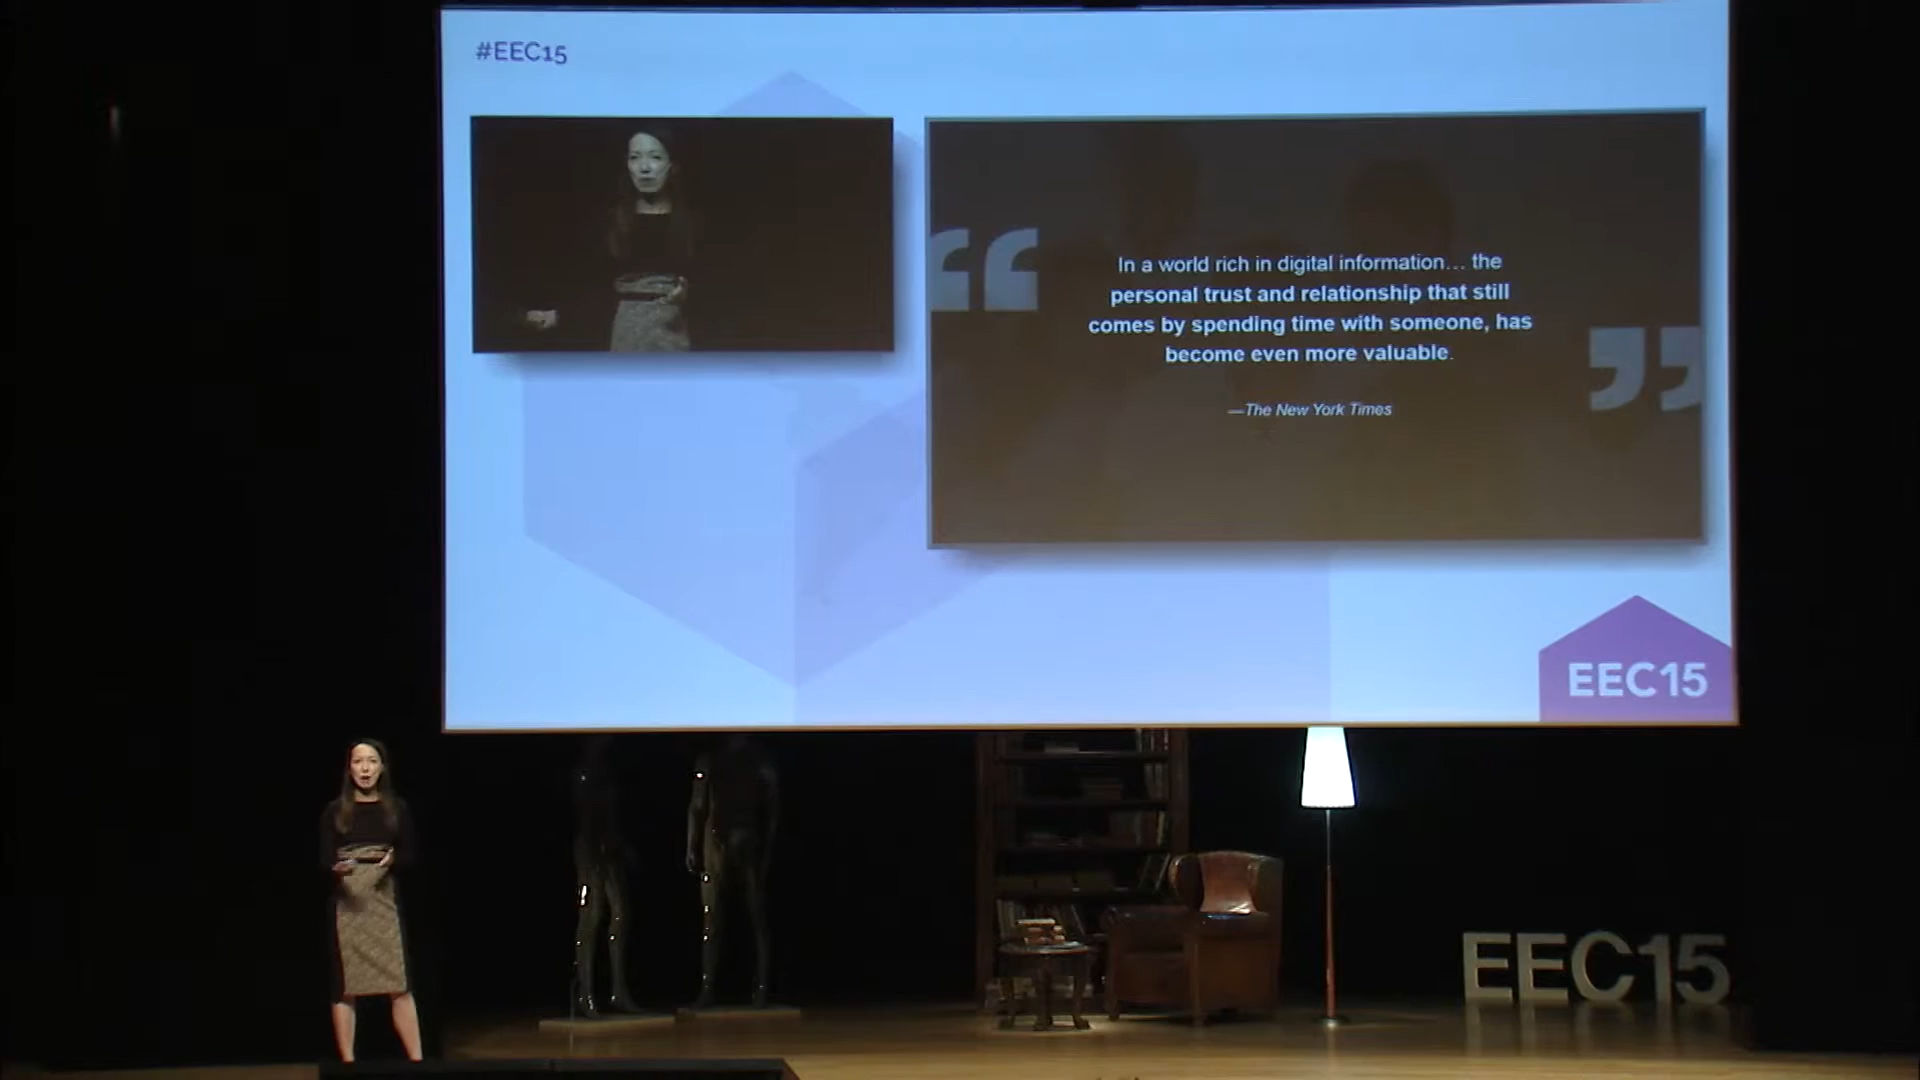 #EEC15
In a world rich in digital information... the
personal trust and relationship that still
comes by spending time with someone, has
become even more valuable.
—The New York Times
EEC15
EEC15